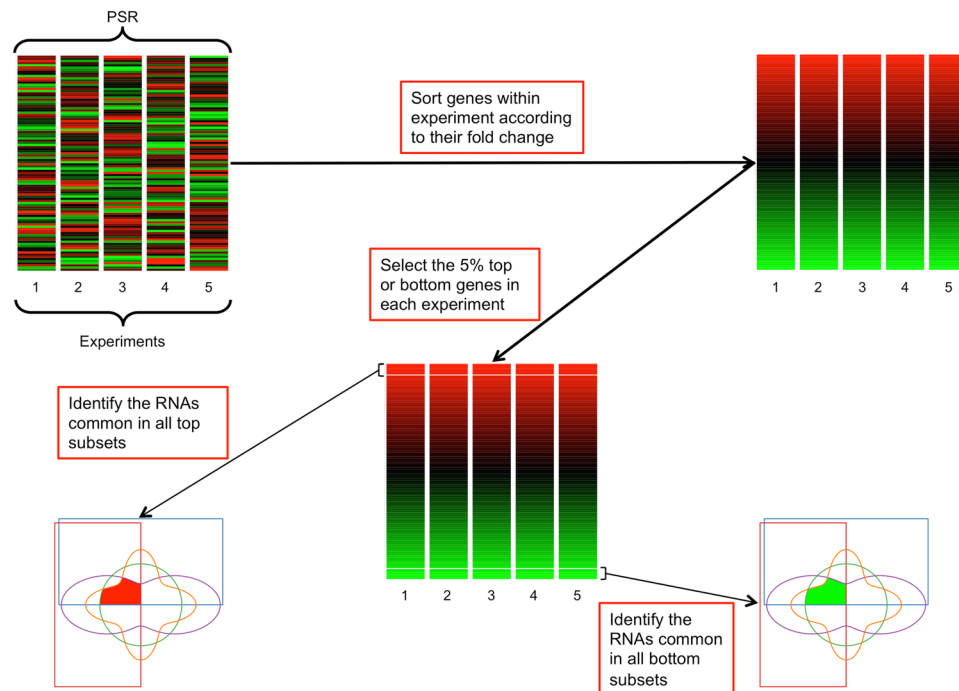 PSR
1 2 3 4 5
Experiments
Sort genes within
experiment according
to their fold change
1 2 3 4 5
Select the 5% top
or bottom genes in
each experiment
1 2 3 4 5
Identify the RNAs
common in all top
subsets
Identify the
RNAs common
in all bottom
subsets